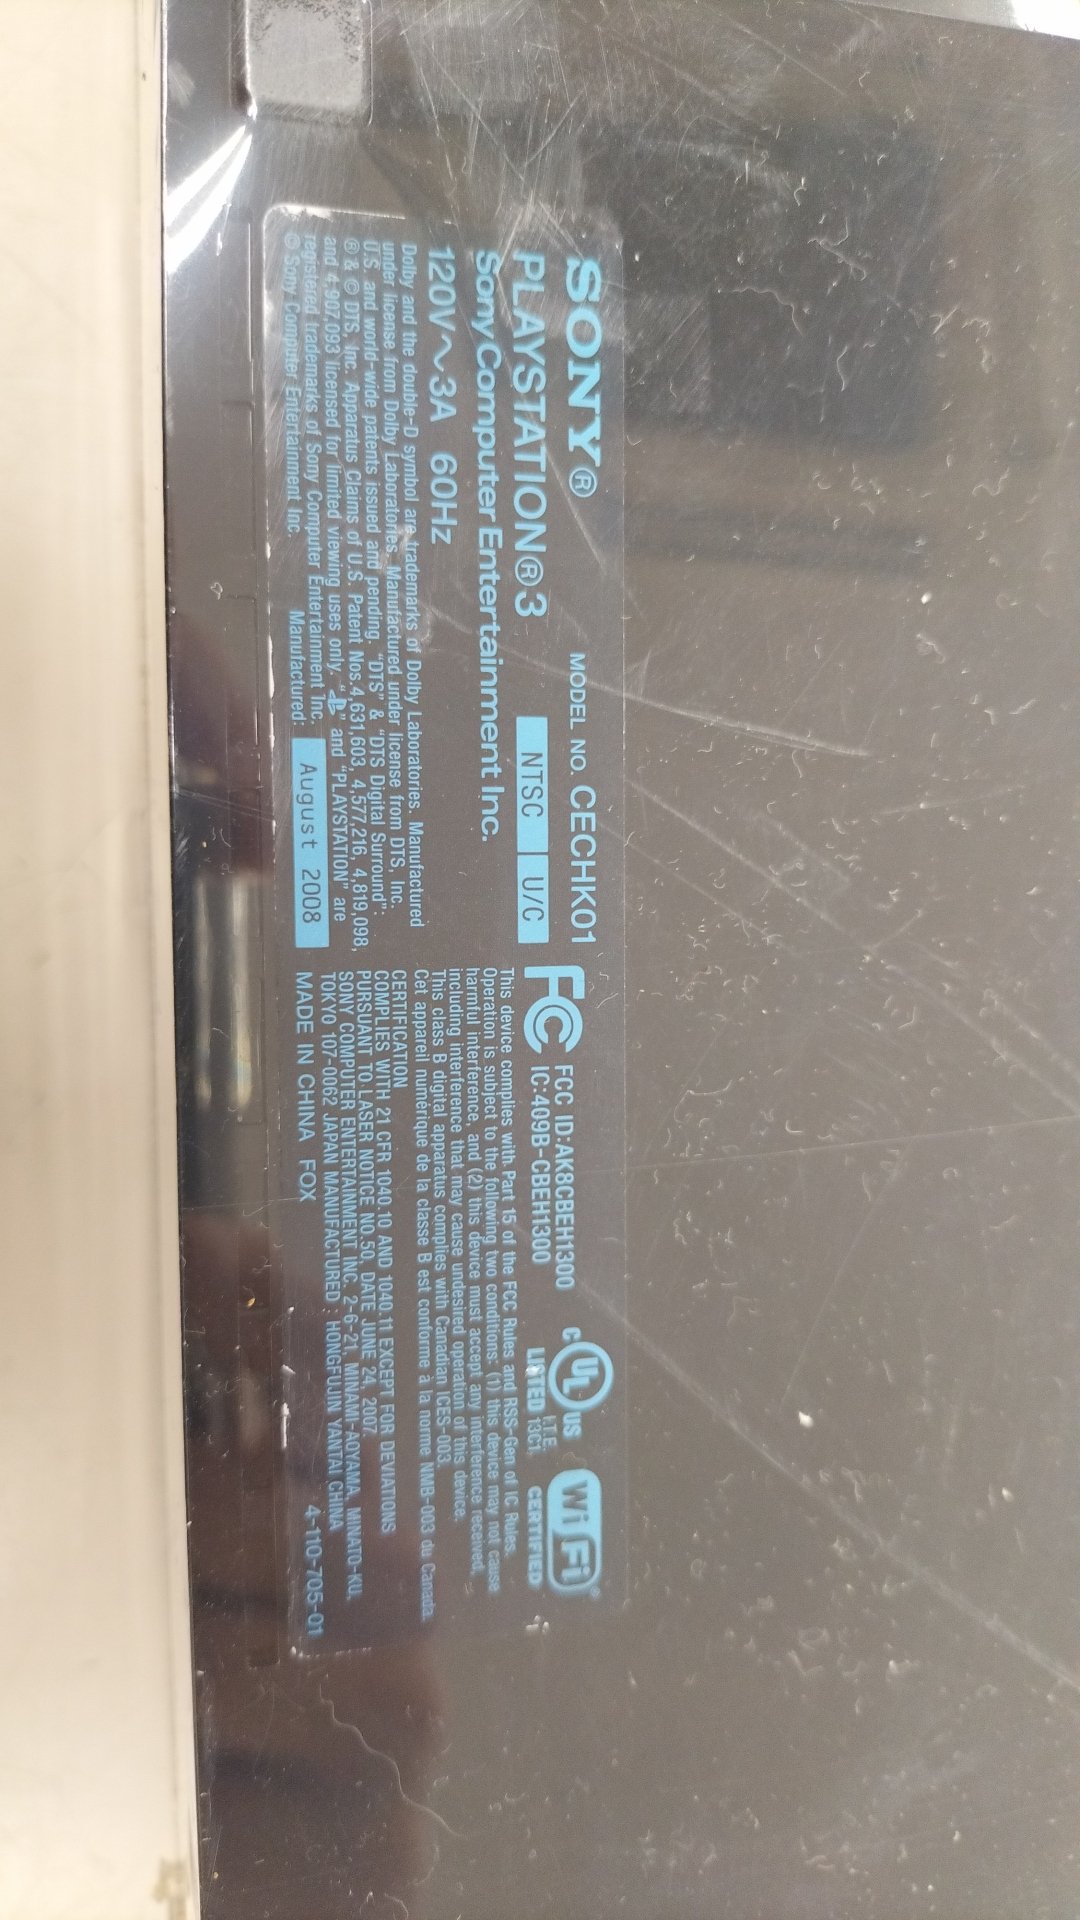 SONY®
MODEL NO. CECHK01
PLAYSTATION®3
NTSC U/C
Sony Computer Entertainment Inc.
120V~3A 60Hz
Dolby and the double-D symbol are trademarks of Dolby Laboratories. Manufactured
under license from Dolby Laboratories. Manufactured under license from DTS, Inc.
U.S. and world-wide patents issued and pending. "DTS" & "DTS Digital Surround":
® & © DTS, Inc. Apparatus Claims of U.S. Patent Nos.4,631,603, 4,577,216, 4,819,098,
and 4,907,093 licensed for limited viewing uses only. " " and "PLAYSTATION" are
registered trademarks of Sony Computer Entertainment Inc.
© Sony Computer Entertainment Inc.
Manufactured: August 2008
FC FCC ID:AK8CBEH1300
IC:409B-CBEH1300
C UL US
LISTED I.T.E. 13C1
Wi Fi®
CERTIFIED
This device complies with Part 15 of the FCC Rules and RSS-Gen of IC Rules.
Operation is subject to the following two conditions: (1) this device may not cause
harmful interference, and (2) this device must accept any interference received,
including interference that may cause undesired operation of this device.
This class B digital apparatus complies with Canadian ICES-003.
Cet appareil numérique de la classe B est conforme à la norme NMB-003 du Canada.
CERTIFICATION
COMPLIES WITH 21 CFR 1040.10 AND 1040.11 EXCEPT FOR DEVIATIONS
PURSUANT TO LASER NOTICE NO.50, DATE JUNE 24, 2007.
SONY COMPUTER ENTERTAINMENT INC. 2-6-21, MINAMI-AOYAMA, MINATO-KU,
TOKYO 107-0062 JAPAN MANUFACTURED : HONGFUJIN YANTAI CHINA
MADE IN CHINA FOX
4-110-705-01